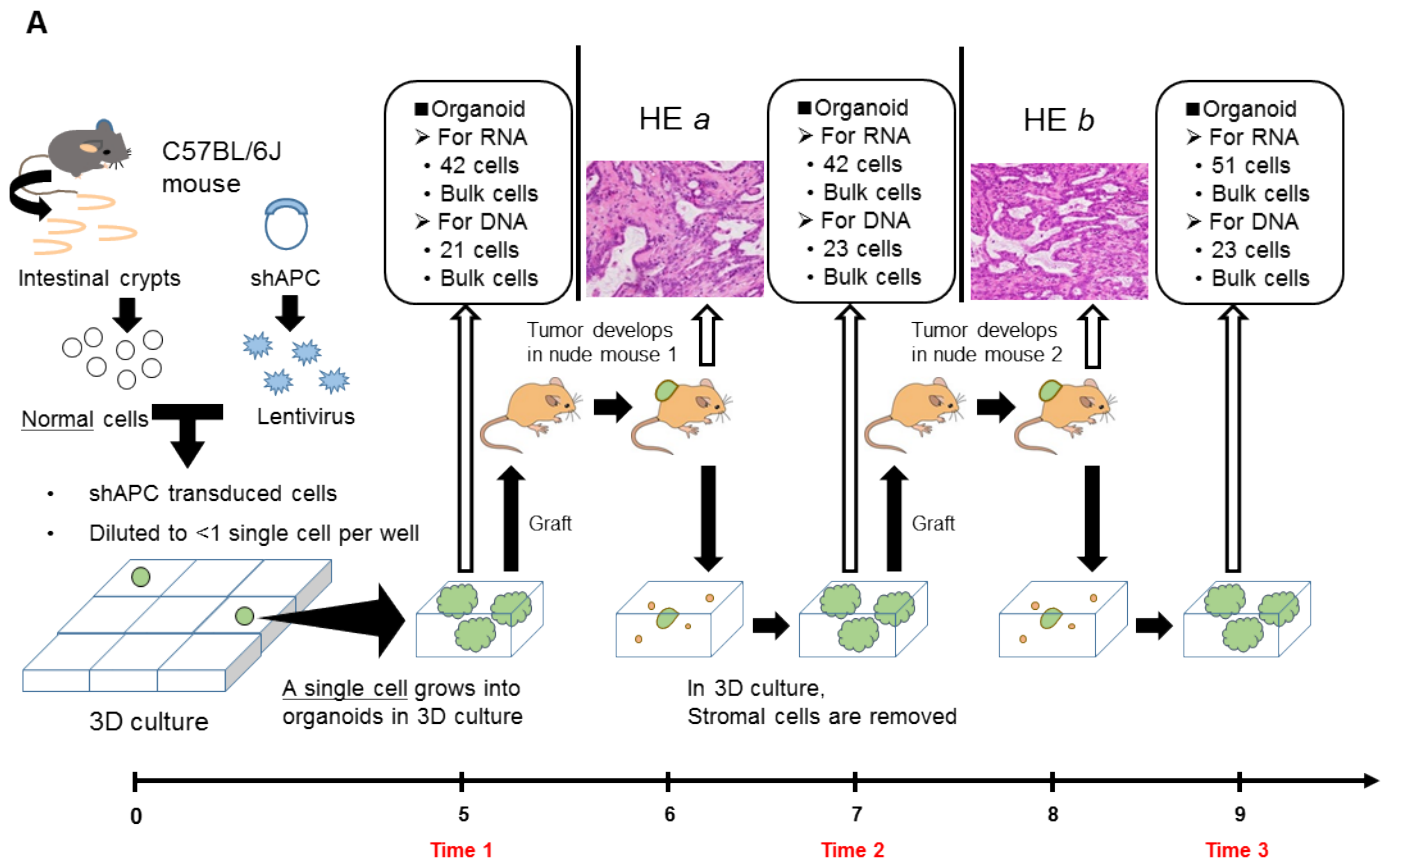 A
C57BL/6J
mouse
Intestinal crypts
shAPC
Normal cells
Lentivirus
• shAPC transduced cells
• Diluted to <1 single cell per well
3D culture
A single cell grows into
organoids in 3D culture
■Organoid
➢ For RNA
・42 cells
・Bulk cells
➢ For DNA
・21 cells
・Bulk cells
Graft
Tumor develops
in nude mouse 1
HE a
In 3D culture,
Stromal cells are removed
■Organoid
➢ For RNA
・42 cells
・Bulk cells
➢ For DNA
・23 cells
・Bulk cells
Graft
Tumor develops
in nude mouse 2
HE b
■Organoid
➢ For RNA
・51 cells
・Bulk cells
➢ For DNA
・23 cells
・Bulk cells
0 5 6 7 8 9
Time 1 Time 2 Time 3